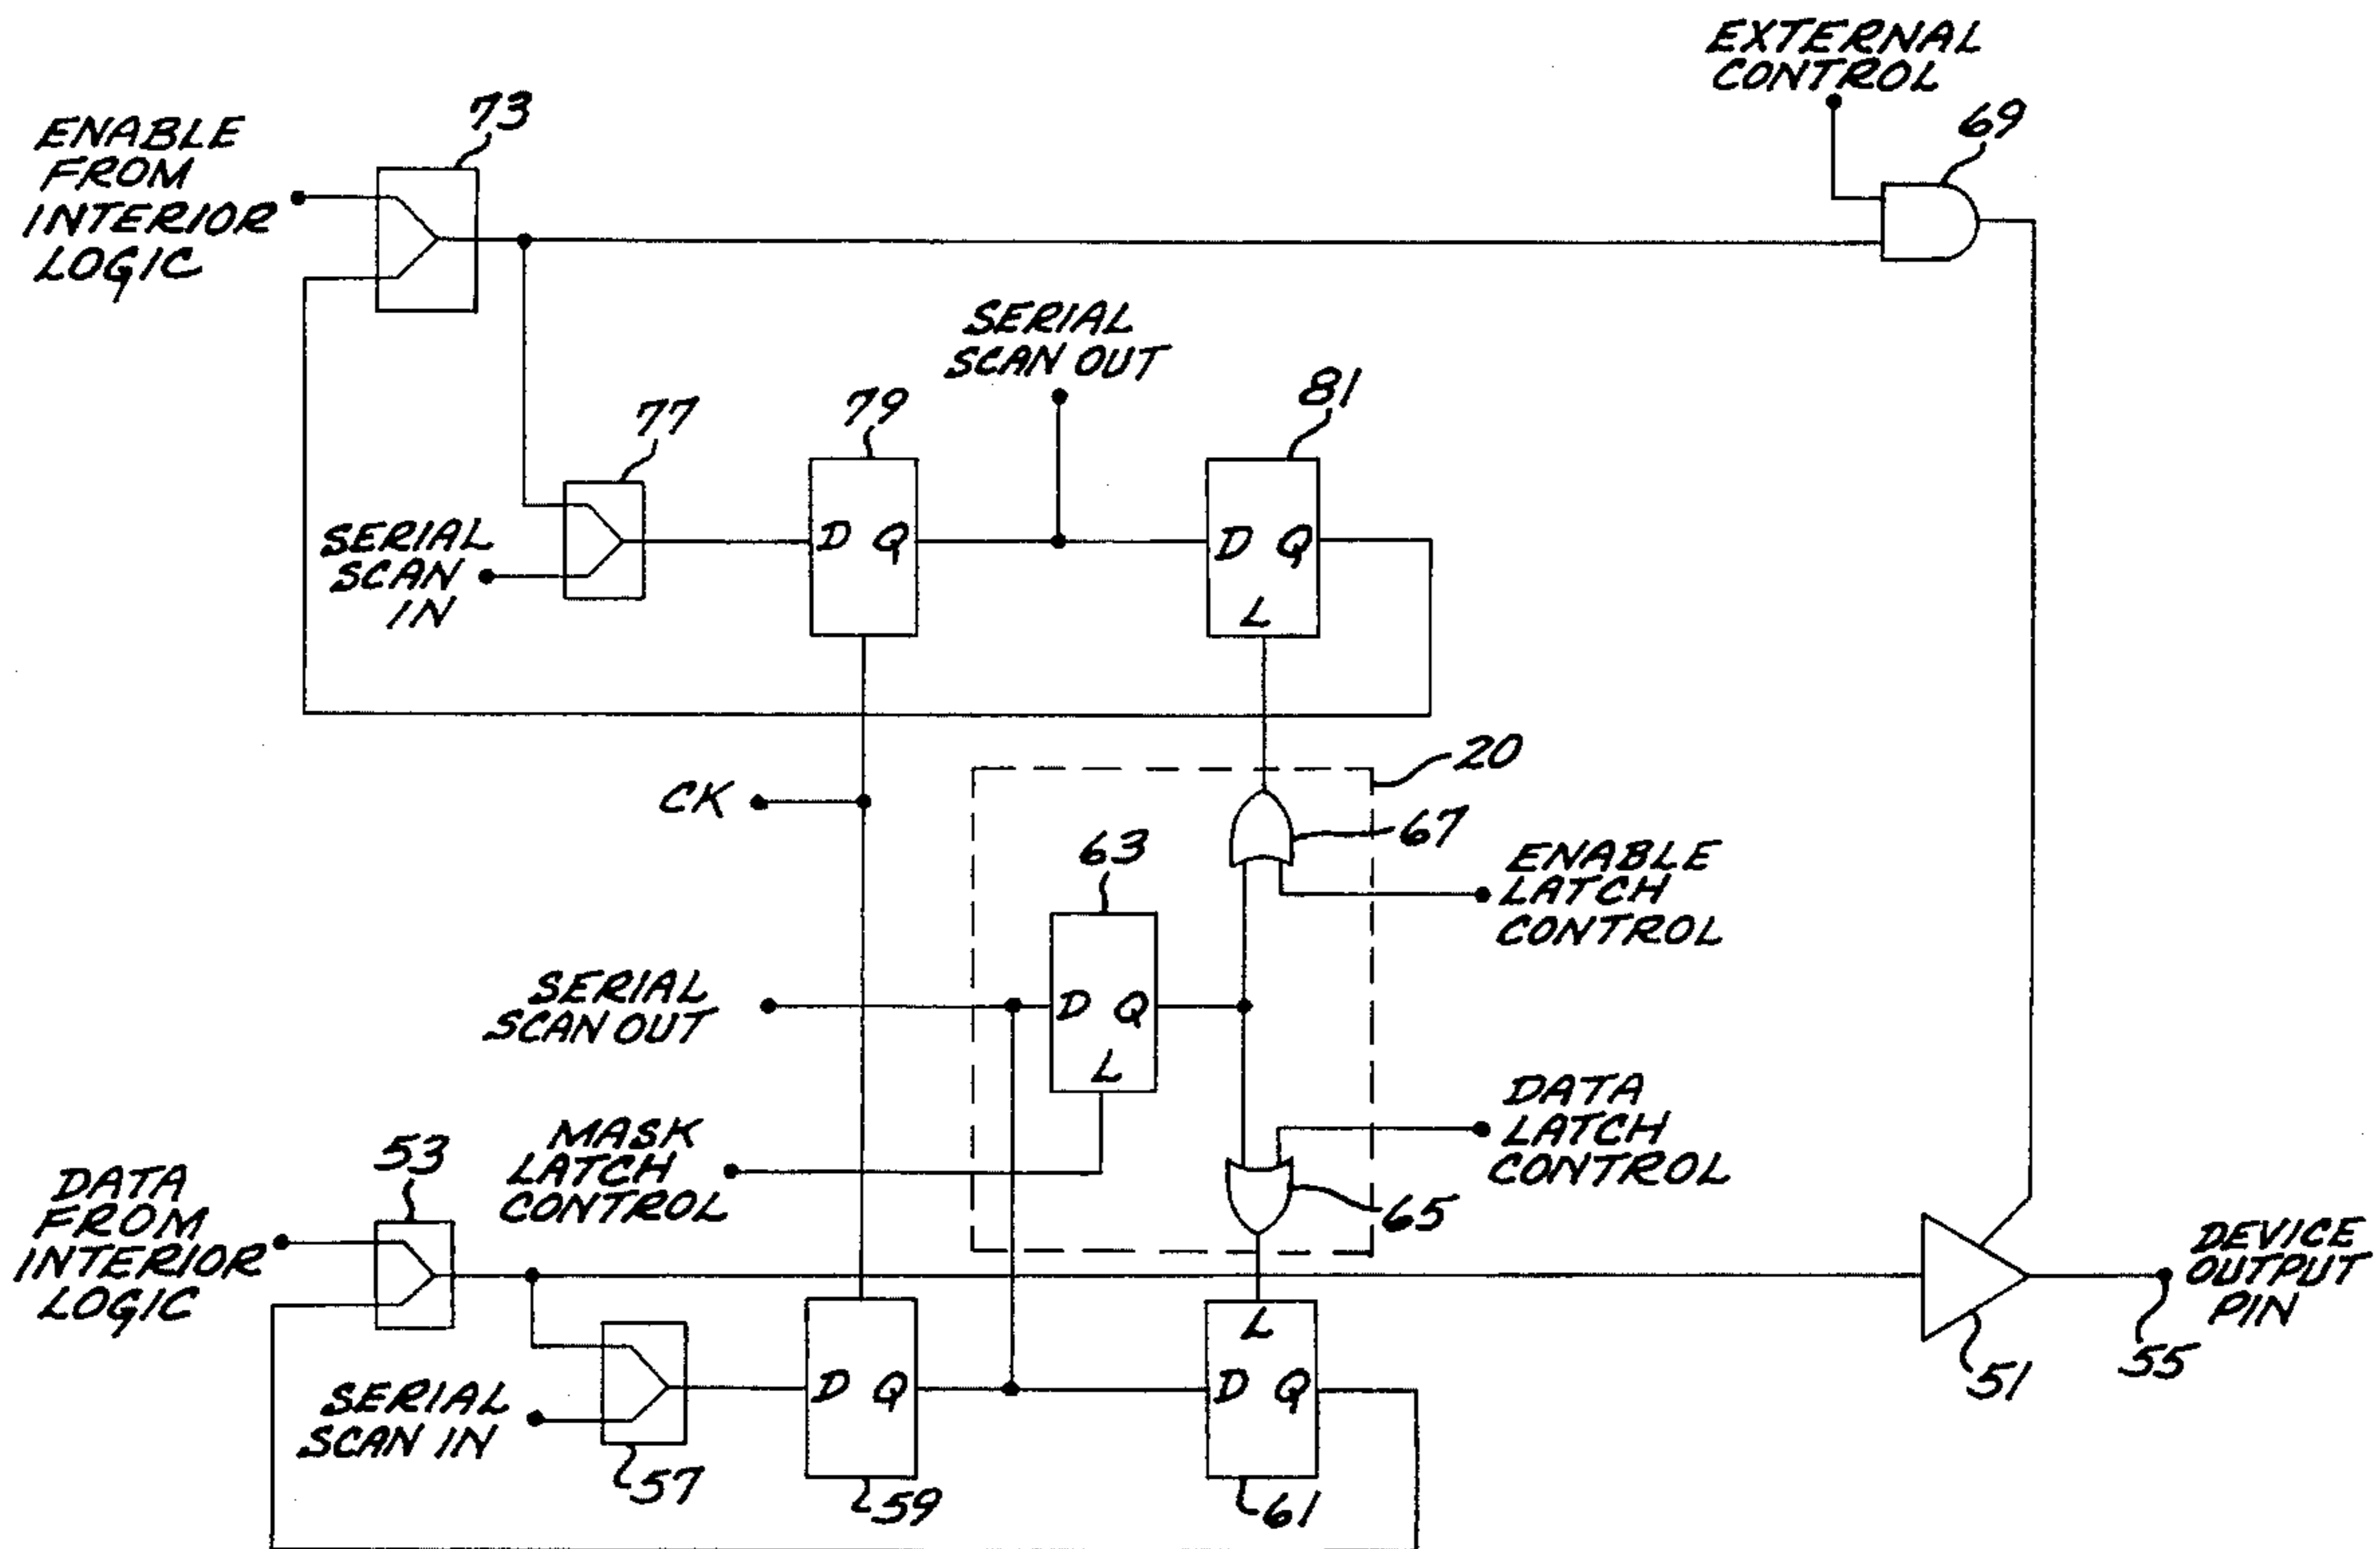 EXTERNAL
CONTROL
69
73
ENABLE
FROM
INTERIOR
LOGIC
SERIAL
SCAN OUT
77
79
81
SERIAL
SCAN
IN
D Q
D Q
L
CK
20
67
63
ENABLE
LATCH
CONTROL
SERIAL
SCAN OUT
D Q
L
DATA
LATCH
CONTROL
MASK
LATCH
CONTROL
65
53
DATA
FROM
INTERIOR
LOGIC
DEVICE
OUTPUT
PIN
55
51
SERIAL
SCAN IN
57
D Q
59
L
D Q
61